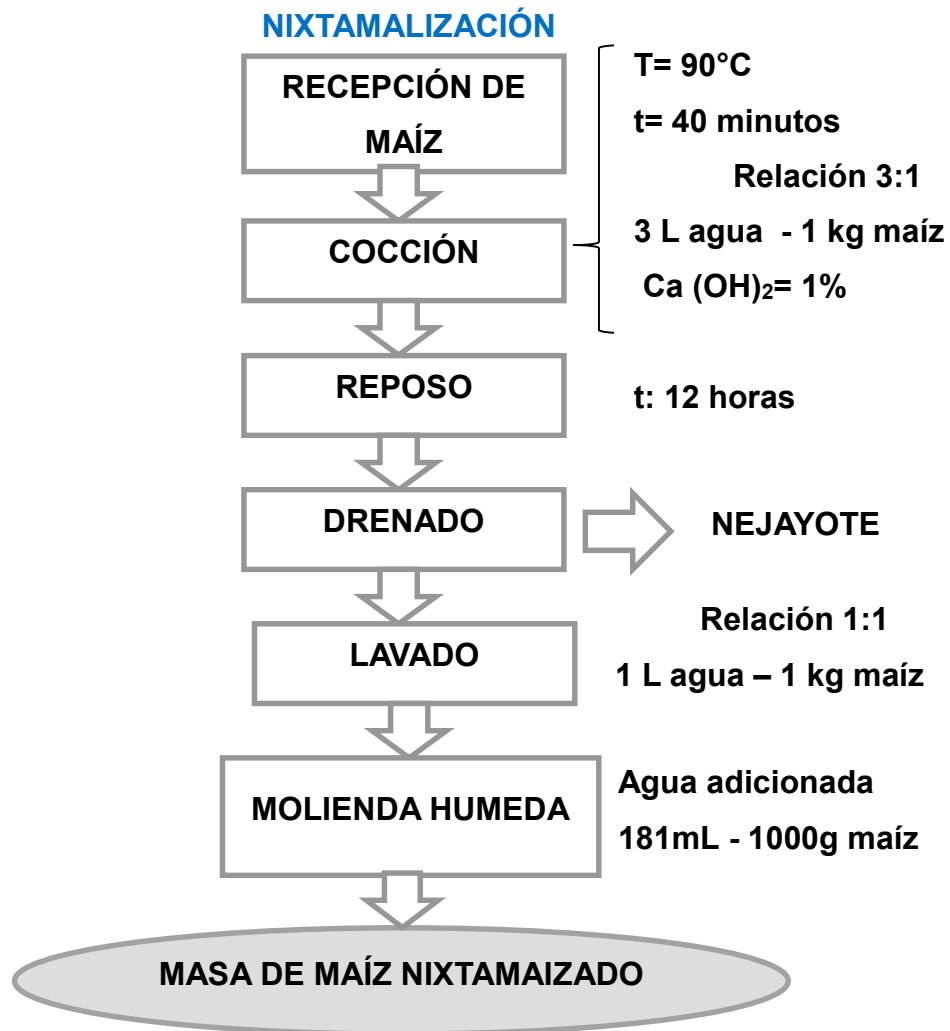 NIXTAMALIZACIÓN
RECEPCIÓN DE
MAÍZ
T= 90°C
t= 40 minutos
Relación 3:1
3 L agua - 1 kg maíz
Ca (OH)₂= 1%
COCCIÓN
REPOSO
t: 12 horas
DRENADO
NEJAYOTE
LAVADO
Relación 1:1
1 L agua – 1 kg maíz
MOLIENDA HUMEDA
Agua adicionada
181mL - 1000g maíz
MASA DE MAÍZ NIXTAMAIZADO